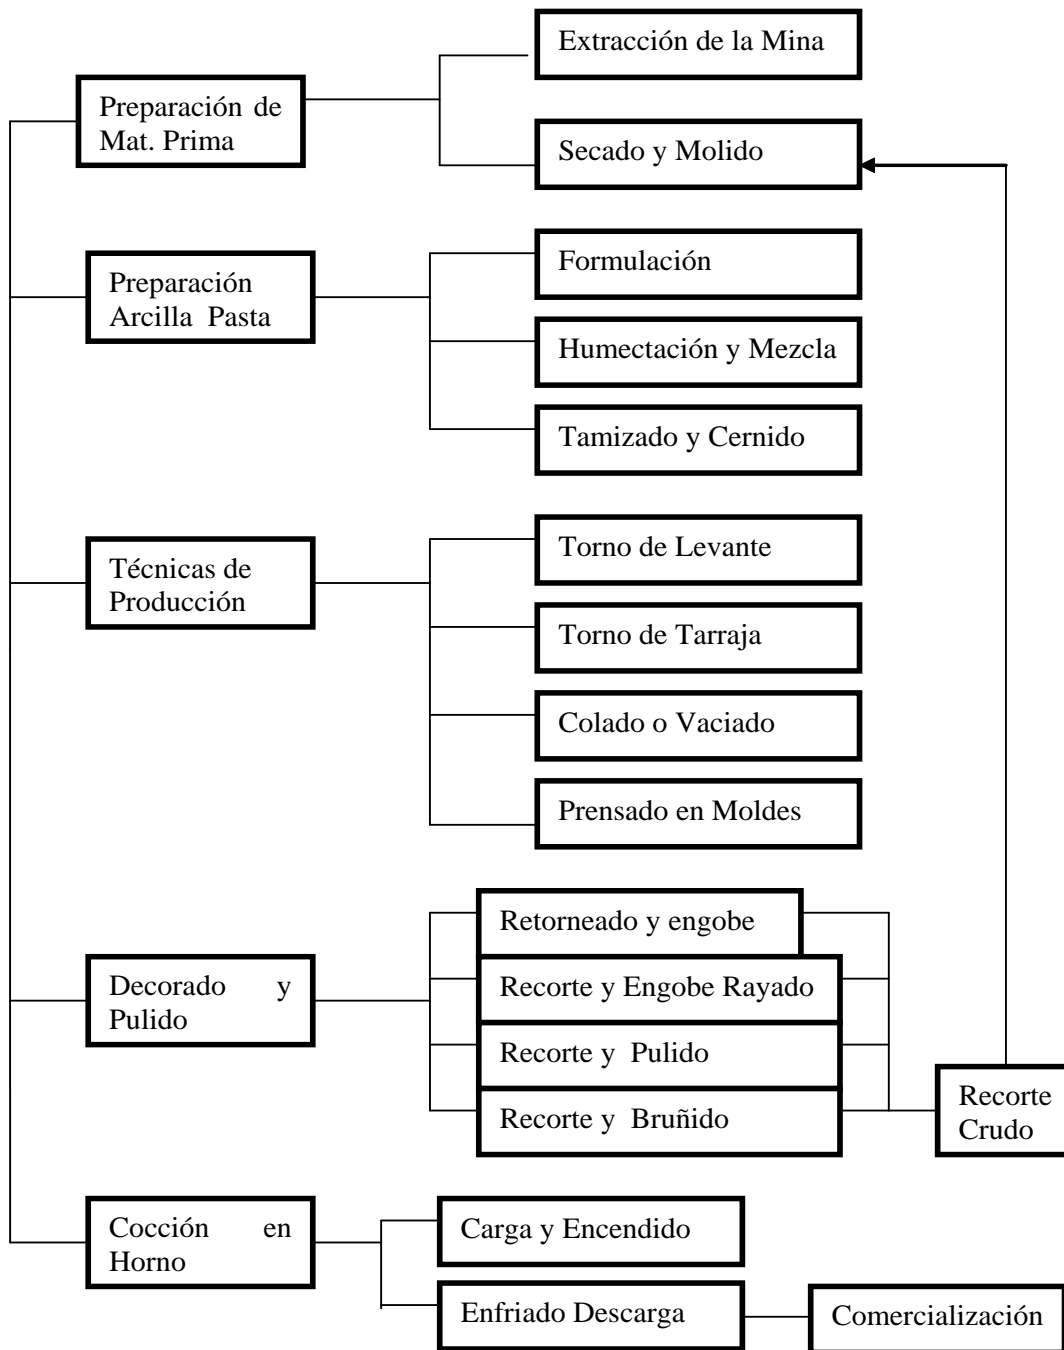 Extracción de la Mina
Preparación de
Mat. Prima
Secado y Molido
Formulación
Preparación
Arcilla Pasta
Humectación y Mezcla
Tamizado y Cernido
Torno de Levante
Técnicas de
Producción
Torno de Tarraja
Colado o Vaciado
Prensado en Moldes
Retorneado y engobe
Decorado y
Pulido
Recorte y Engobe Rayado
Recorte y Pulido
Recorte y Bruñido
Recorte
Crudo
Cocción en
Horno
Carga y Encendido
Enfriado Descarga
Comercialización